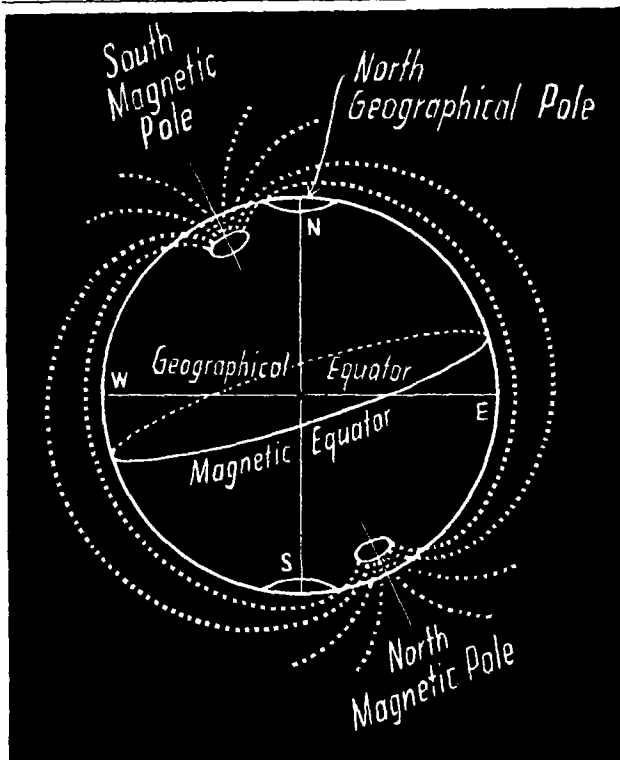 South
Magnetic
Pole
North
Geographical Pole
N
Geographical Equator
W
E
Magnetic Equator
S
North
Magnetic Pole